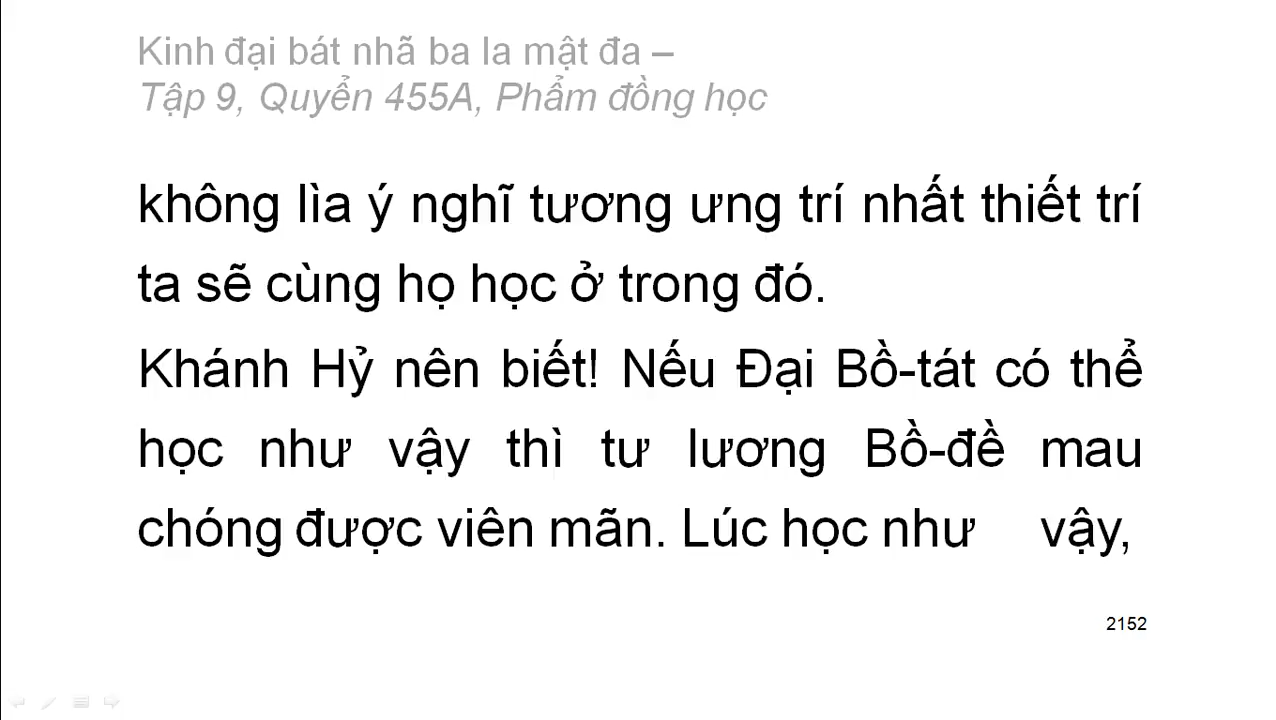 Kinh đại bát nhã ba la mật đa –
Tập 9, Quyển 455A, Phẩm đồng học
không lìa ý nghĩ tương ưng trí nhất thiết trí
ta sẽ cùng họ học ở trong đó.
Khánh Hỷ nên biết! Nếu Đại Bồ-tát có thể
học như vậy thì tư lương Bồ-đề mau
chóng được viên mãn. Lúc học như vậy,
2152